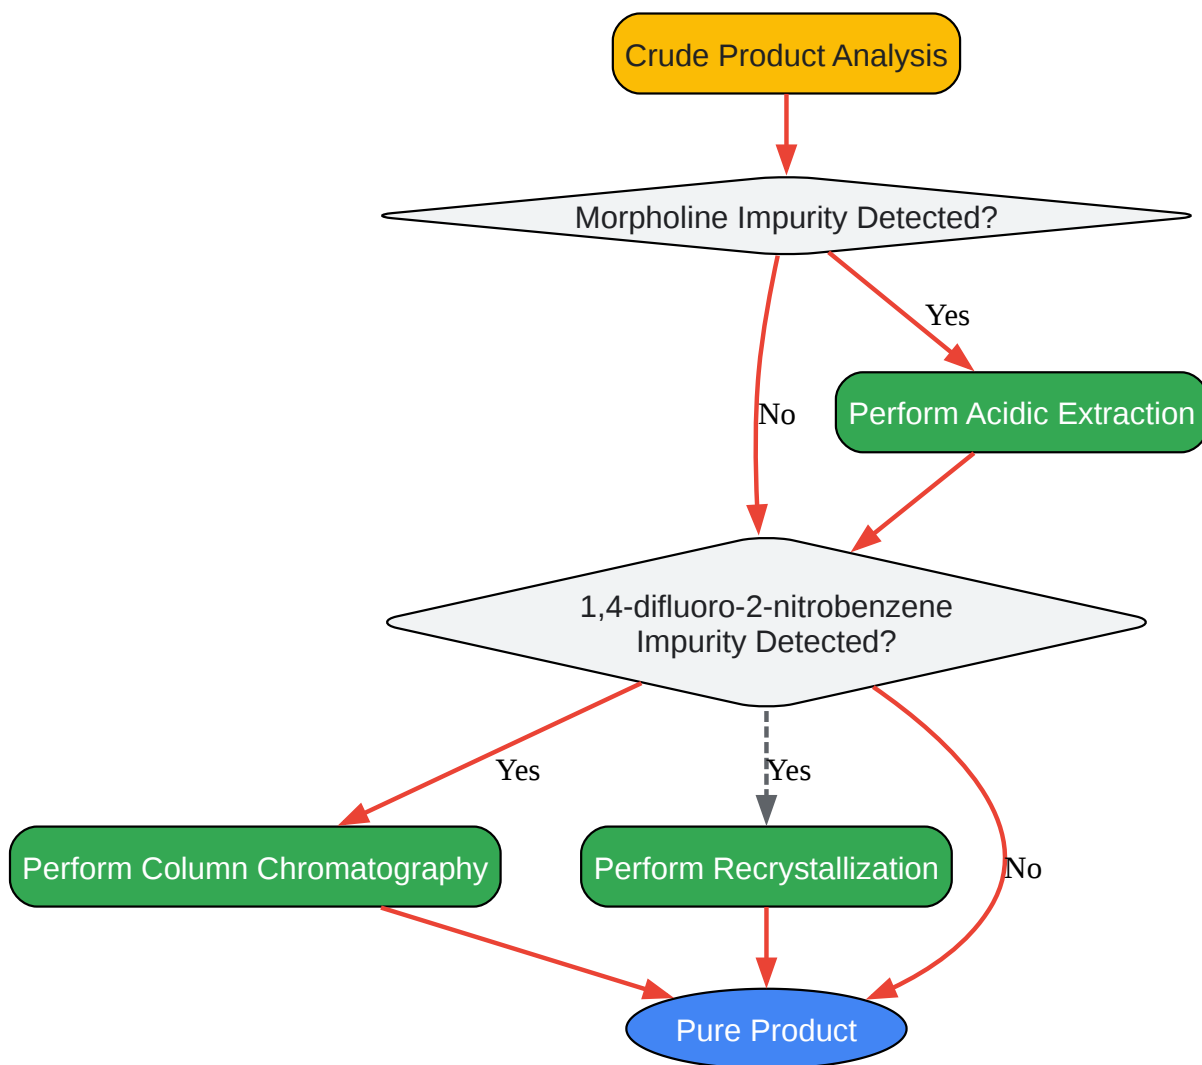 Crude Product Analysis
Morpholine Impurity Detected?
Yes
No
Perform Acidic Extraction
1,4-difluoro-2-nitrobenzene
Impurity Detected?
Yes
Yes
No
Perform Column Chromatography
Perform Recrystallization
Pure Product